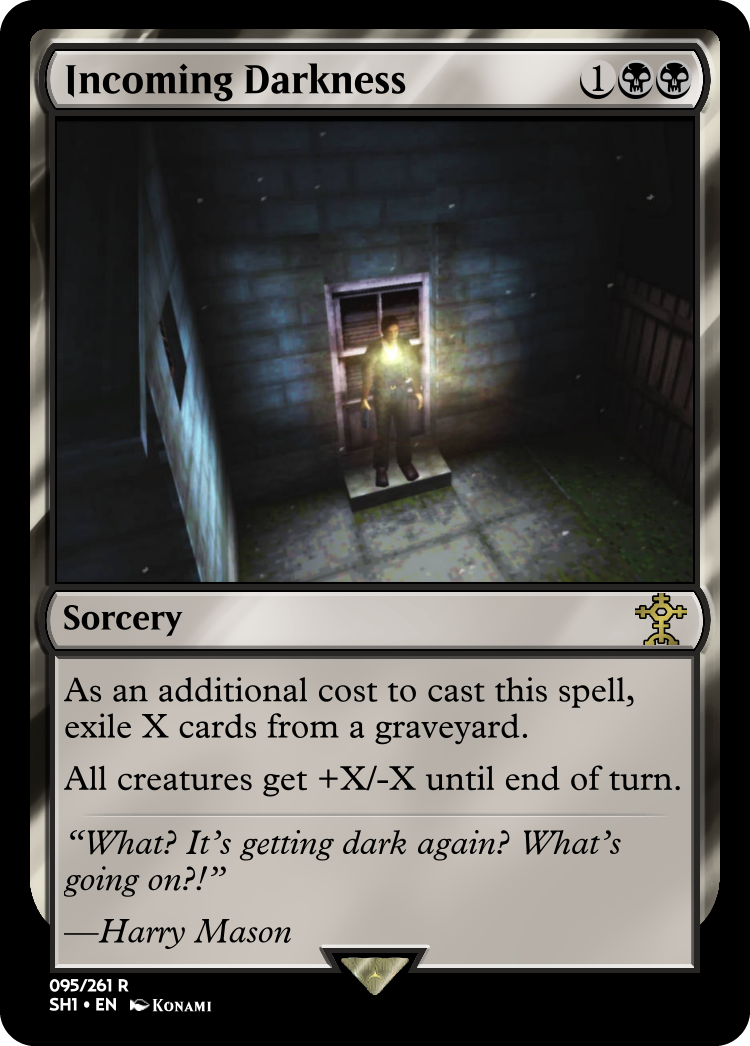 Incoming Darkness 1
Sorcery
As an additional cost to cast this spell,
exile X cards from a graveyard.
All creatures get +X/-X until end of turn.
“What? It’s getting dark again? What’s
going on?!”
—Harry Mason
095/261 R
SH1 • EN KONAMI